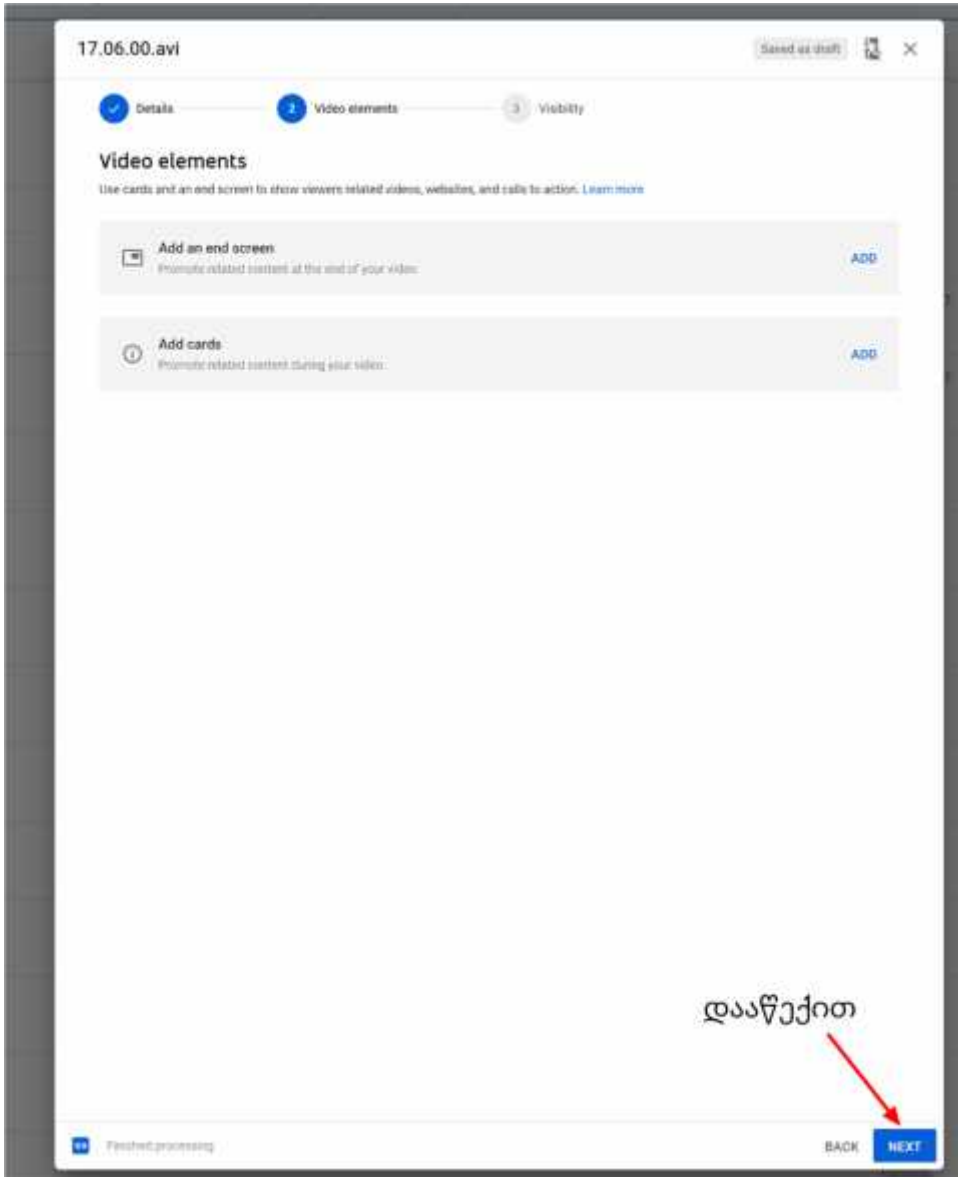 17.06.00.avi
Saved as draft
Details
2 Video elements
3 Visibility
Video elements
Use cards and an end screen to show viewers related videos, websites, and calls to action. Learn more
Add an end screen
Promote related content at the end of your video
ADD
Add cards
Promote related content during your video
ADD
დააწექით
Finished processing
BACK NEXT